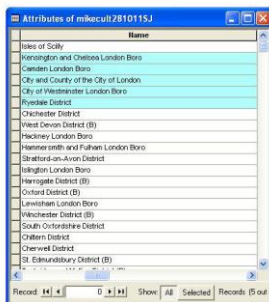 Attributes of mikecult281011SJ
Name
Isles of Scilly
Kensington and Chelsea London Boro
Camden London Boro
City and County of the City of London
City of Westminster London Boro
Ryedale District
Chichester District
West Devon District (B)
Hackney London Boro
Hammersmith and Fulham London Boro
Stratford-on-Avon District
Islington London Boro
Harrogate District (B)
Oxford District (B)
Lewisham London Boro
Winchester District (B)
South Oxfordshire District
Chiltern District
Cherwell District
St. Edmundsbury District (B)
Record: 0 Show: All Selected Records (5 out